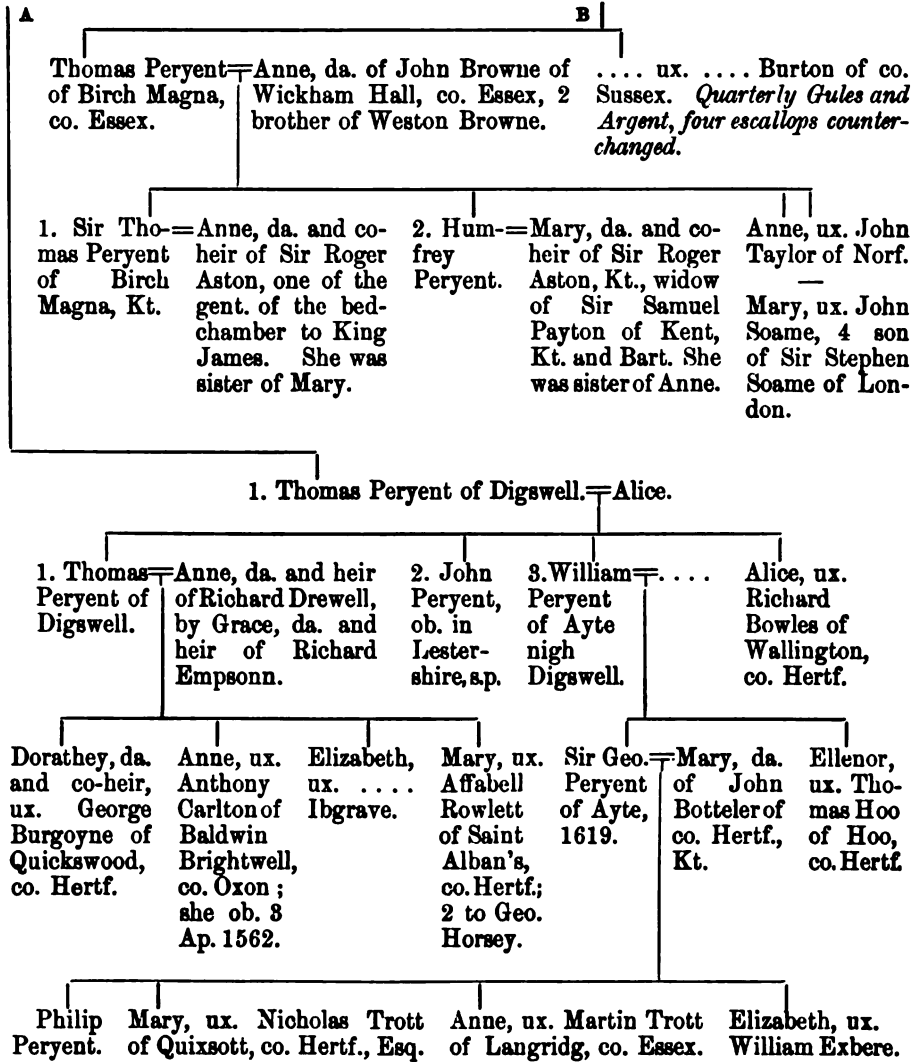 A
B
Thomas Peryent
of Birch Magna,
co. Essex.
Anne, da. of John Browne of
Wickham Hall, co. Essex, 2
brother of Weston Browne.
.... ux. .... Burton of co.
Sussex. Quarterly Gules and
Argent, four escallops counter-
changed.
1. Sir Tho-
mas Peryent
of Birch
Magna, Kt.
Anne, da. and co-
heir of Sir Roger
Aston, one of the
gent. of the bed-
chamber to King
James. She was
sister of Mary.
2. Hum-
frey
Peryent.
Mary, da. and co-
heir of Sir Roger
Aston, Kt., widow
of Sir Samuel
Payton of Kent,
Kt. and Bart. She
was sister of Anne.
Anne, ux. John
Taylor of Norf.
—
Mary, ux. John
Soame, 4 son
of Sir Stephen
Soame of Lon-
don.
1. Thomas Peryent of Digswell.=Alice.
1. Thomas
Peryent of
Digswell.
Anne, da. and heir
of Richard Drewell,
by Grace, da. and
heir of Richard
Empsonn.
2. John
Peryent,
ob. in
Lester-
shire, s.p.
3. William=....
Peryent
of Ayte
nigh
Digswell.
Alice, ux.
Richard
Bowles of
Wallington,
co. Hertf.
Dorathey, da.
and co-heir,
ux. George
Burgoyne of
Quickswood,
co. Hertf.
Anne, ux.
Anthony
Carlton of
Baldwin
Brightwell,
co. Oxon;
she ob. 3
Ap. 1562.
Elizabeth,
ux. ....
Ibgrave.
Mary, ux.
Affabell
Rowlett
of Saint
Alban's,
co. Hertf.;
2 to Geo.
Horsey.
Sir Geo.
Peryent
of Ayte,
1619.
Mary, da.
of John
Botteler of
co. Hertf.,
Kt.
Ellenor,
ux. Tho-
mas Hoo
of Hoo,
co. Hertf.
Philip
Peryent.
Mary, ux. Nicholas Trott
of Quixsott, co. Hertf., Esq.
Anne, ux. Martin Trott
of Langridg, co. Essex.
Elizabeth, ux.
William Exbere.